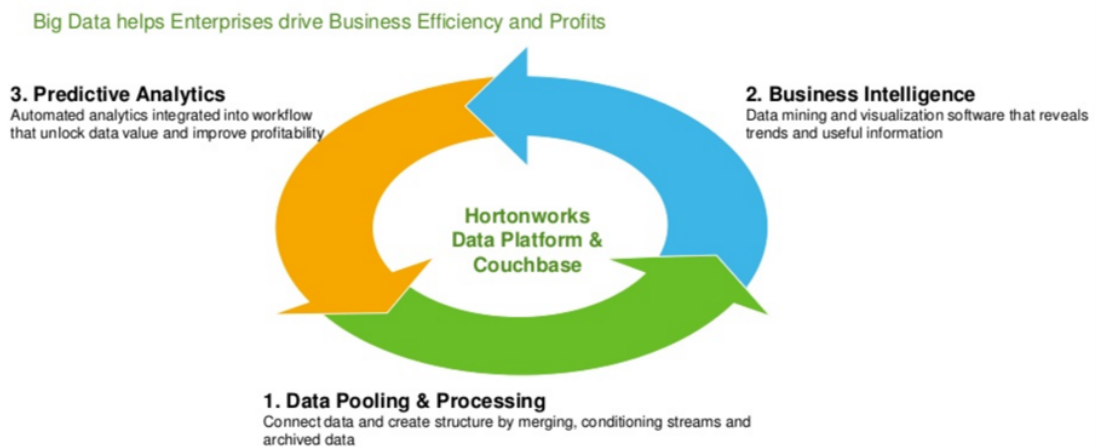 Big Data helps Enterprises drive Business Efficiency and Profits
3. Predictive Analytics
Automated analytics integrated into workflow
that unlock data value and improve profitability
2. Business Intelligence
Data mining and visualization software that reveals
trends and useful information
Hortonworks
Data Platform &
Couchbase
1. Data Pooling & Processing
Connect data and create structure by merging, conditioning streams and
archived data